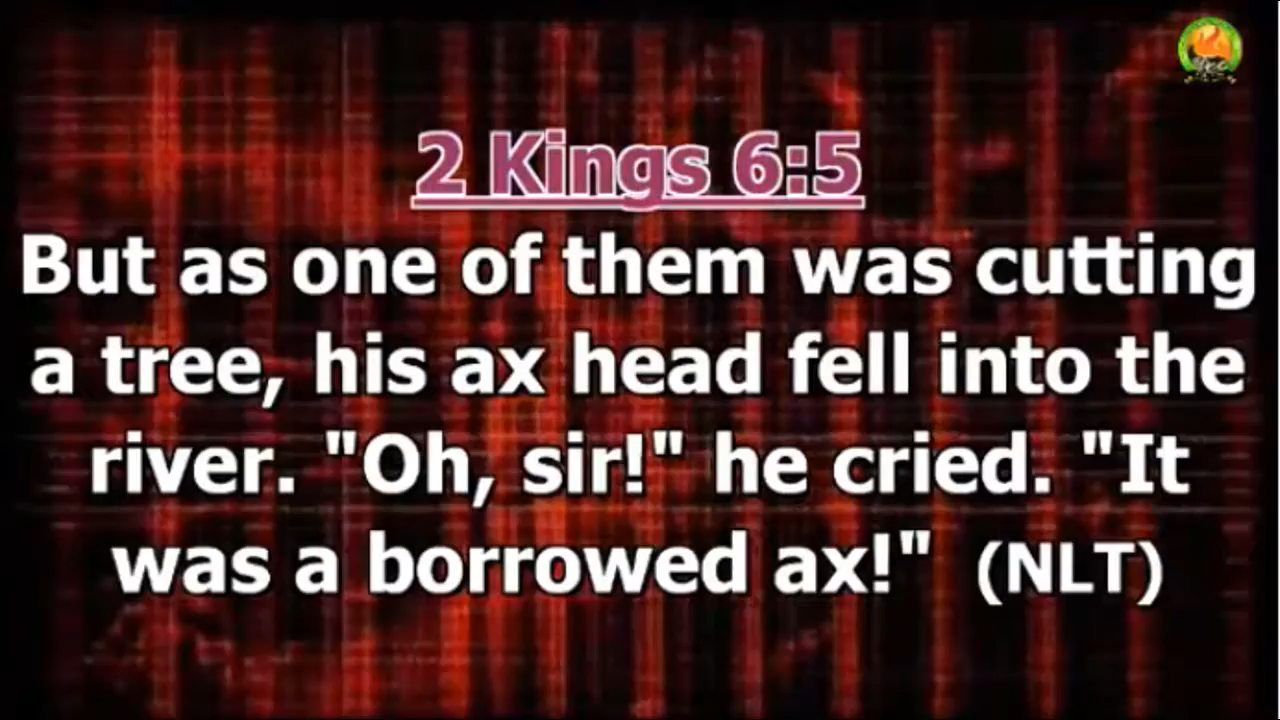 2 Kings 6:5
But as one of them was cutting
a tree, his ax head fell into the
river. "Oh, sir!" he cried. "It
was a borrowed ax!" (NLT)